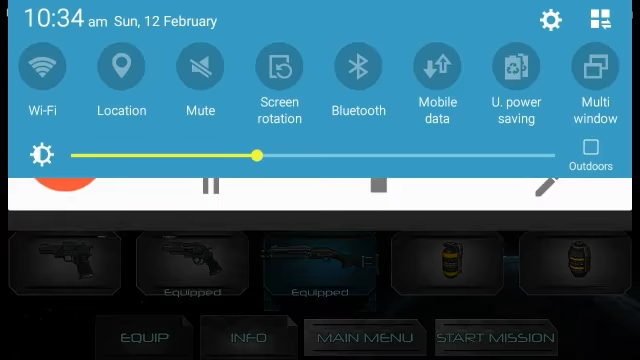 10:34 am Sun, 12 February
Wi-Fi
Location
Mute
Screen
rotation
Bluetooth
Mobile
data
U. power
saving
Multi
window
Outdoors
Equipped
Equipped
EQUIP
INFO
MAIN MENU
START MISSION